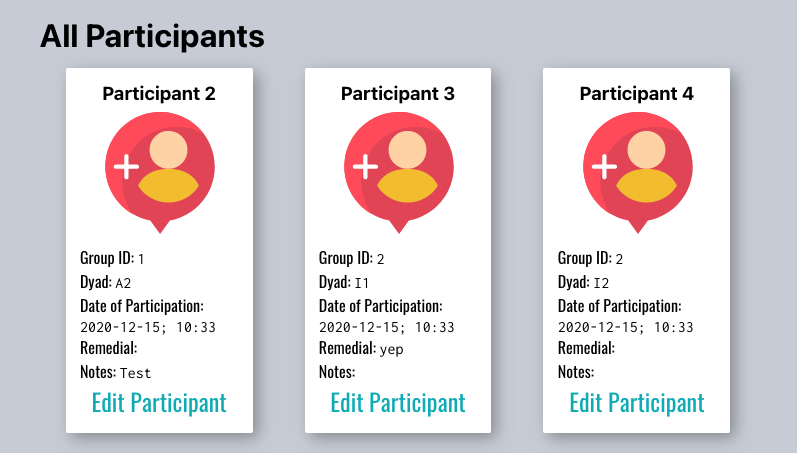 All Participants
Participant 2
Group ID: 1
Dyad: A2
Date of Participation:
2020-12-15; 10:33
Remedial:
Notes: Test
Edit Participant
Participant 3
Group ID: 2
Dyad: I1
Date of Participation:
2020-12-15; 10:33
Remedial: yep
Notes:
Edit Participant
Participant 4
Group ID: 2
Dyad: I2
Date of Participation:
2020-12-15; 10:33
Remedial:
Notes:
Edit Participant